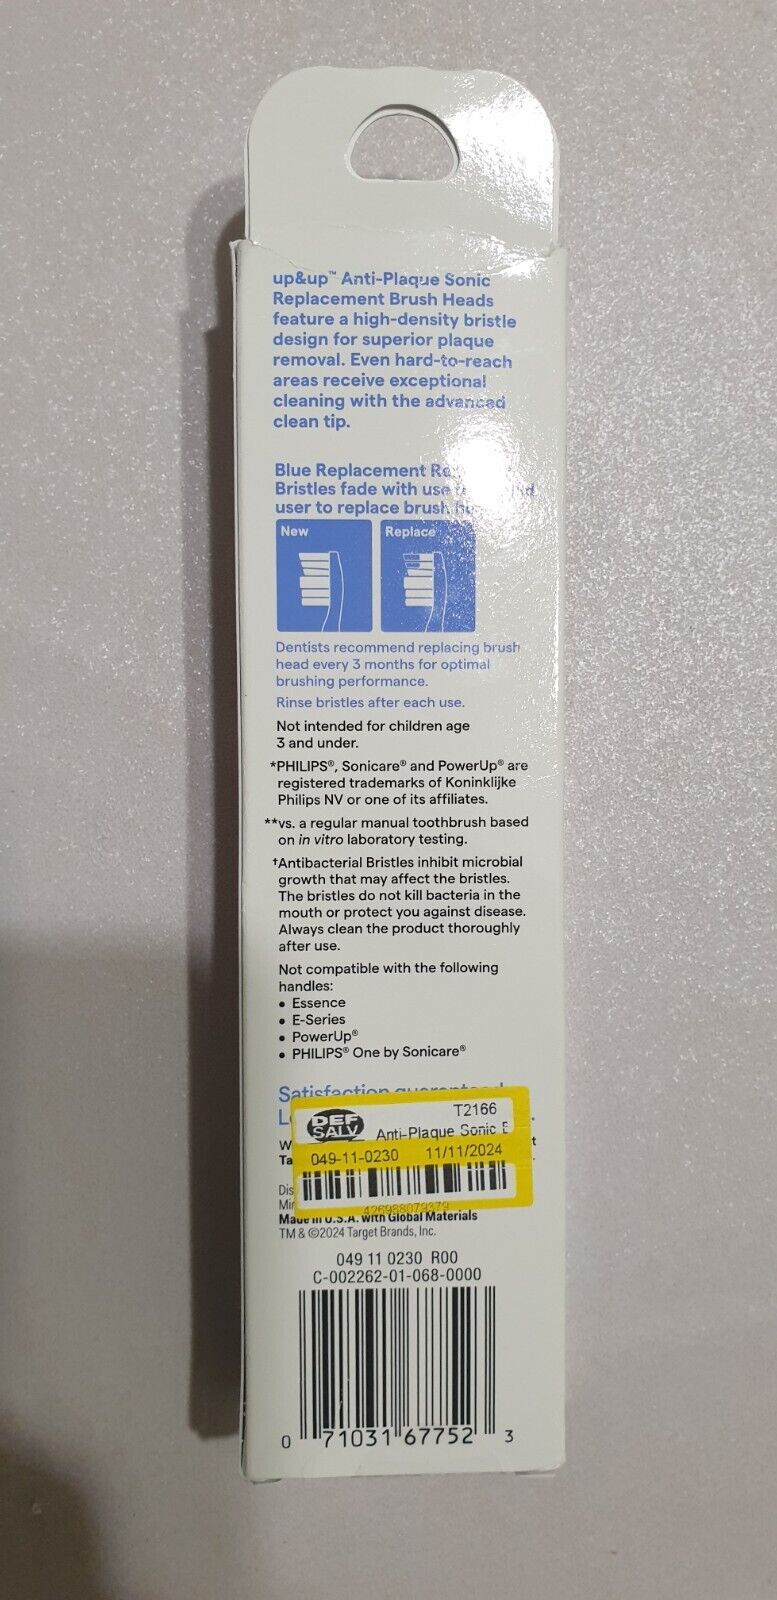 up&up™ Anti-Plaque Sonic
Replacement Brush Heads
feature a high-density bristle
design for superior plaque
removal. Even hard-to-reach
areas receive exceptional
cleaning with the advanced
clean tip.
Blue Replacement
Bristles fade with use
user to replace brush
New
Replace
Dentists recommend replacing brush
head every 3 months for optimal
brushing performance.
Rinse bristles after each use.
Not intended for children age
3 and under.
*PHILIPS®, Sonicare® and PowerUp® are
registered trademarks of Koninklijke
Philips NV or one of its affiliates.
**vs. a regular manual toothbrush based
on in vitro laboratory testing.
†Antibacterial Bristles inhibit microbial
growth that may affect the bristles.
The bristles do not kill bacteria in the
mouth or protect you against disease.
Always clean the product thoroughly
after use.
Not compatible with the following
handles:
• Essence
• E-Series
• PowerUp®
• PHILIPS® One by Sonicare®
Satisfaction guaranteed
T2166
DEF
SALV
Anti-Plaque Sonic
049-11-0230 11/11/2024
426988079379
Made in U.S.A. with Global Materials
TM & ©2024 Target Brands, Inc.
049 11 0230 R00
C-002262-01-068-0000
0 71031 67752 3